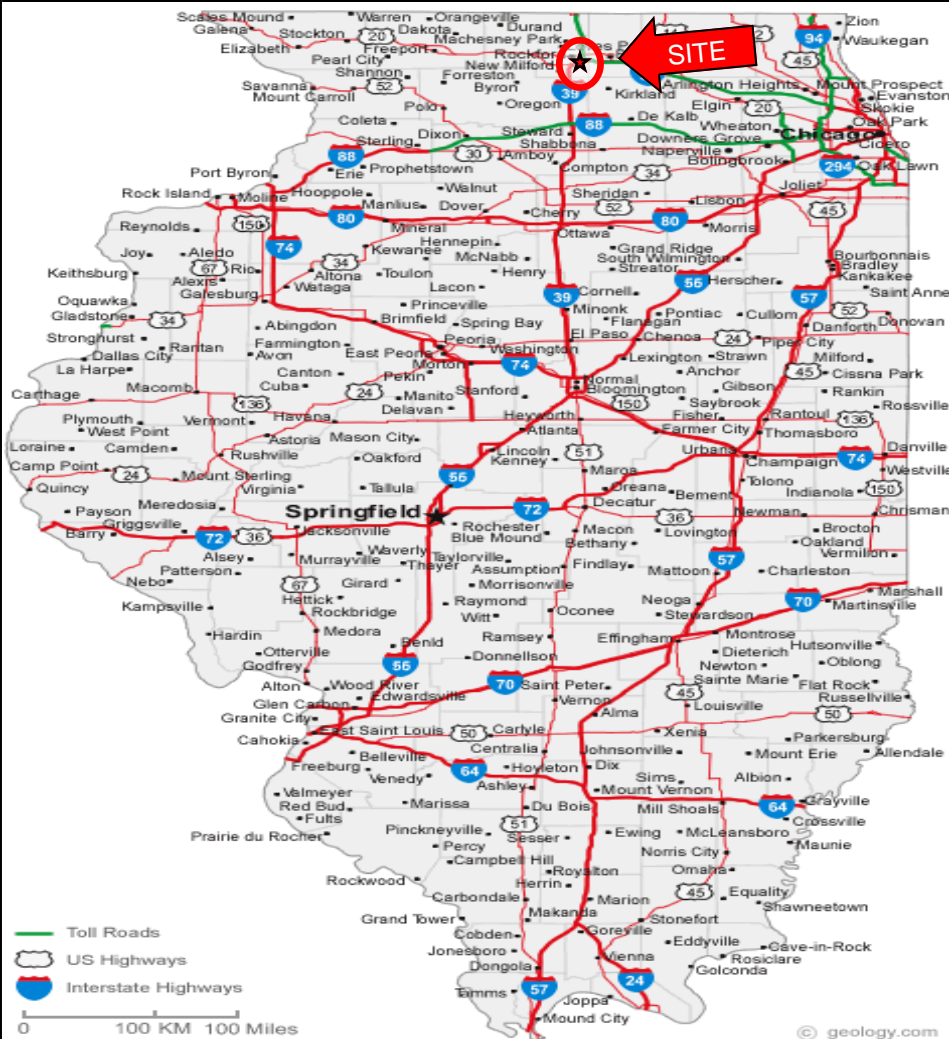 Scales Mound
Warren
Orangeville
Galena
Stockton
20
Dakota
Durand
Machesney Park
Zion
94
Waukegan
Elizabeth
Freeport
SITE
45
Pearl City
New Milford
Shannon
Forreston
39
Kirkland
Arlington Heights
Mount Prospect
Savanna
52
Byron
Evanston
Mount Carroll
Oregon
Elgin
20
Skokie
Polo
De Kalb
Wheaton
Oak Park
Coleta
Dixon
Steward
88
Downers Grove
Chicago
Sterling
Shabbona
Naperville
Cicero
88
30
Amboy
Bolingbrook
294
Oak Lawn
Port Byron
Erie
Prophetstown
Compton
34
Joliet
Rock Island
Moline
Hooppole
Walnut
Sheridan
Lisbon
Manlius
Dover
52
45
Reynolds
150
80
Cherry
80
Morris
74
Mineral
Ottawa
Joy
Aledo
Kewanee
Hennepin
Grand Ridge
Bourbonnais
34
McNabb
South Wilmington
Bradley
Keithsburg
67
Rio
Altona
Toulon
Henry
Streator
55
Herscher
Kankakee
Alexis
Wataga
Lacon
39
Cornell
57
Saint Anne
Oquawka
Galesburg
Princeville
Minonk
Pontiac
Cullom
52
Gladstone
34
Brimfield
Spring Bay
Flanagan
Danforth
Donovan
Stronghurst
Abingdon
Peoria
El Paso
Chenoa
24
Piper City
Raritan
Farmington
East Peoria
Washington
Dallas City
Avon
Morton
74
Lexington
Strawn
Milford
La Harpe
Canton
Pekin
Anchor
45
Cissna Park
Carthage
Macomb
Cuba
24
Manito
Stanford
Normal
Gibson
Rankin
136
Delavan
Bloomington
150
Saybrook
Rossville
Plymouth
Vermont
Havana
Heyworth
Fisher
Rantoul
136
West Point
Mason City
Atlanta
Farmer City
Thomasboro
Loraine
Camden
Astoria
Lincoln
51
Urbana
Danville
Rushville
Oakford
Kenney
Champaign
74
Camp Point
24
Mount Sterling
55
Maroa
Tolono
Westville
Quincy
Virginia
Tallula
Oreana
Bement
Indianola
150
Payson
Meredosia
Springfield
72
Decatur
Newman
Chrisman
Griggsville
Jacksonville
Rochester
Macon
36
Barry
72
36
Blue Mound
Lovington
Brocton
Waverly
Bethany
Oakland
Alsey
Murrayville
Thayer
Taylorville
57
Vermilion
Patterson
Assumption
Findlay
Mattoon
Charleston
Nebo
67
Girard
Morrisonville
Hettick
Raymond
Neoga
70
Marshall
Kampsville
Rockbridge
Witt
Oconee
Stewardson
Martinsville
Hardin
Medora
Benld
Ramsey
Effingham
Montrose
Hutsonville
Otterville
55
Donnellson
Dieterich
Godfrey
Newton
Oblong
Alton
Wood River
70
Saint Peter
45
Sainte Marie
Flat Rock
Glen Carbon
Edwardsville
Vernon
Louisville
Russellville
Granite City
Alma
50
Cahokia
East Saint Louis
50
Carlyle
Xenia
Parkersburg
Belleville
Centralia
Johnsonville
Mount Erie
Allendale
Freeburg
64
Hoyleton
Dix
Venedy
Ashley
Sims
Albion
Valmeyer
Mount Vernon
Red Bud
Marissa
Du Bois
Mill Shoals
64
Grayville
Fults
51
Crossville
Prairie du Rocher
Pinckneyville
Sesser
Ewing
McLeansboro
Maunie
Percy
Norris City
Campbell Hill
Rockwood
Royalton
Omaha
Herrin
45
Equality
Carbondale
Marion
Shawneetown
Grand Tower
Makanda
Stonefort
Cobden
Goreville
Eddyville
Cave-in-Rock
Jonesboro
Vienna
Rosiclare
Dongola
Golconda
Tamms
57
24
Joppa
Mound City
Toll Roads
US Highways
Interstate Highways
0 100 KM 100 Miles
© geology.com